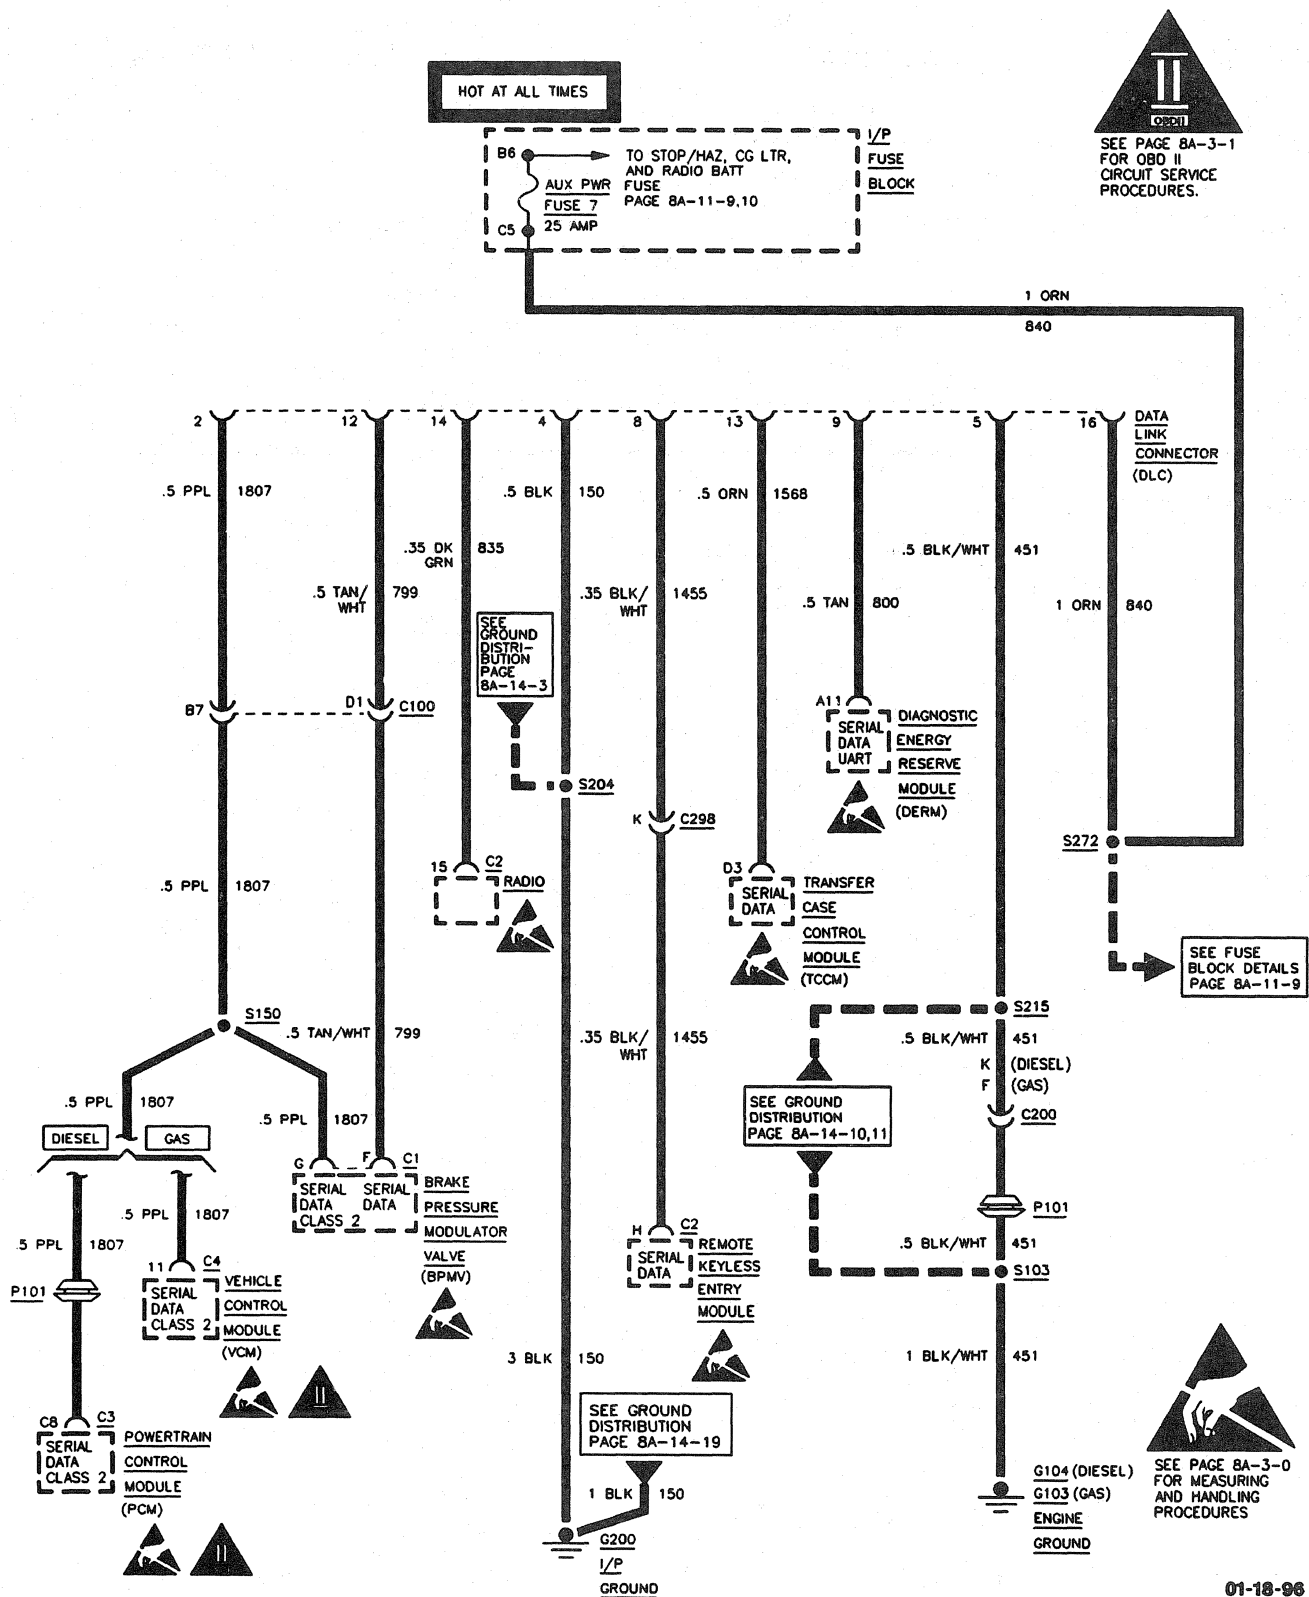 HOT AT ALL TIMES
II
OBDII
SEE PAGE 8A-3-1
FOR OBD II
CIRCUIT SERVICE
PROCEDURES.
B6
TO STOP/HAZ, CG LTR,
AND RADIO BATT
FUSE
PAGE 8A-11-9,10
AUX PWR
FUSE 7
25 AMP
C5
I/P
FUSE
BLOCK
1 ORN
840
2
12
14
4
8
13
9
5
16
DATA
LINK
CONNECTOR
(DLC)
.5 PPL 1807
.5 BLK 150
.5 ORN 1568
.35 DK
GRN
835
.5 BLK/WHT 451
.5 TAN/
WHT
799
.35 BLK/
WHT
1455
.5 TAN 800
1 ORN 840
SEE
GROUND
DISTRI-
BUTION
PAGE
8A-14-3
B7
D1
C100
A11
SERIAL
DATA
UART
DIAGNOSTIC
ENERGY
RESERVE
MODULE
(DERM)
S204
K
C298
S272
.5 PPL 1807
15
C2
RADIO
D3
SERIAL
DATA
TRANSFER
CASE
CONTROL
MODULE
(TCCM)
SEE FUSE
BLOCK DETAILS
PAGE 8A-11-9
S150
.5 TAN/WHT 799
.35 BLK/
WHT
1455
S215
.5 BLK/WHT 451
K (DIESEL)
F (GAS)
C200
SEE GROUND
DISTRIBUTION
PAGE 8A-14-10,11
.5 PPL 1807
.5 PPL 1807
DIESEL
GAS
G
F
C1
SERIAL
DATA
CLASS 2
SERIAL
DATA
BRAKE
PRESSURE
MODULATOR
VALVE
(BPMV)
.5 PPL 1807
.5 PPL 1807
P101
11
C4
SERIAL
DATA
CLASS 2
VEHICLE
CONTROL
MODULE
(VCM)
II
H
C2
SERIAL
DATA
REMOTE
KEYLESS
ENTRY
MODULE
P101
.5 BLK/WHT 451
S103
3 BLK 150
1 BLK/WHT 451
C8
C3
SERIAL
DATA
CLASS 2
POWERTRAIN
CONTROL
MODULE
(PCM)
II
SEE GROUND
DISTRIBUTION
PAGE 8A-14-19
1 BLK 150
G200
I/P
GROUND
G104 (DIESEL)
G103 (GAS)
ENGINE
GROUND
SEE PAGE 8A-3-0
FOR MEASURING
AND HANDLING
PROCEDURES
01-18-96